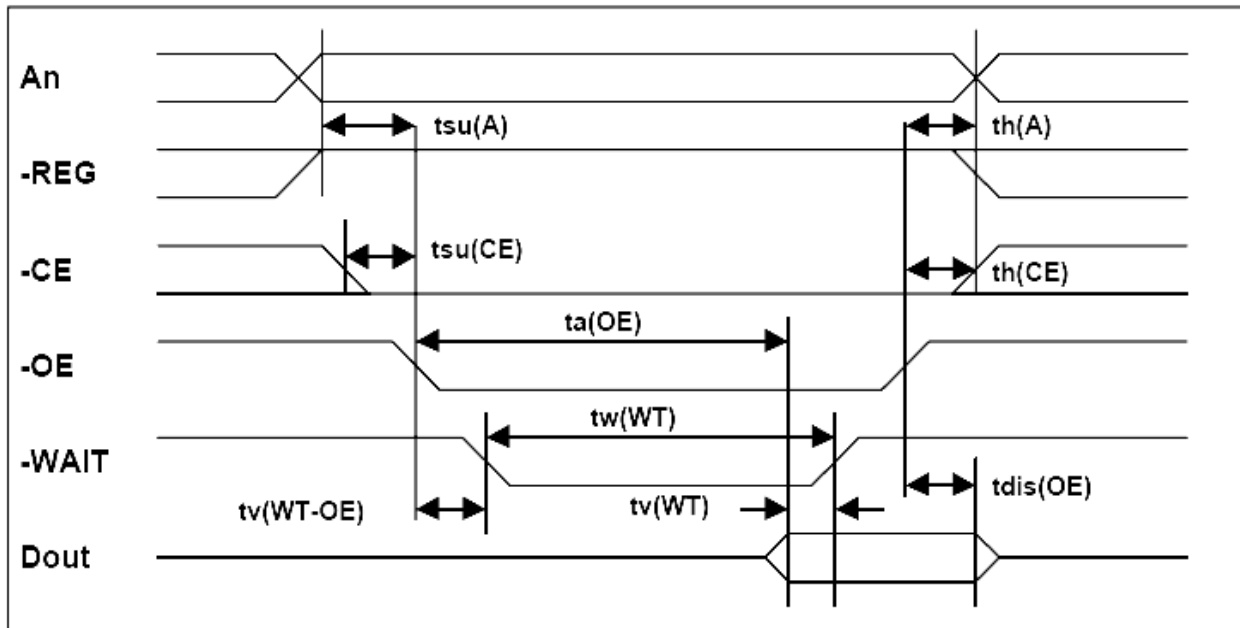 An
tsu(A)
th(A)
-REG
-CE
tsu(CE)
th(CE)
ta(OE)
-OE
tw(WT)
-WAIT
tv(WT-OE)
tv(WT)
tdis(OE)
Dout